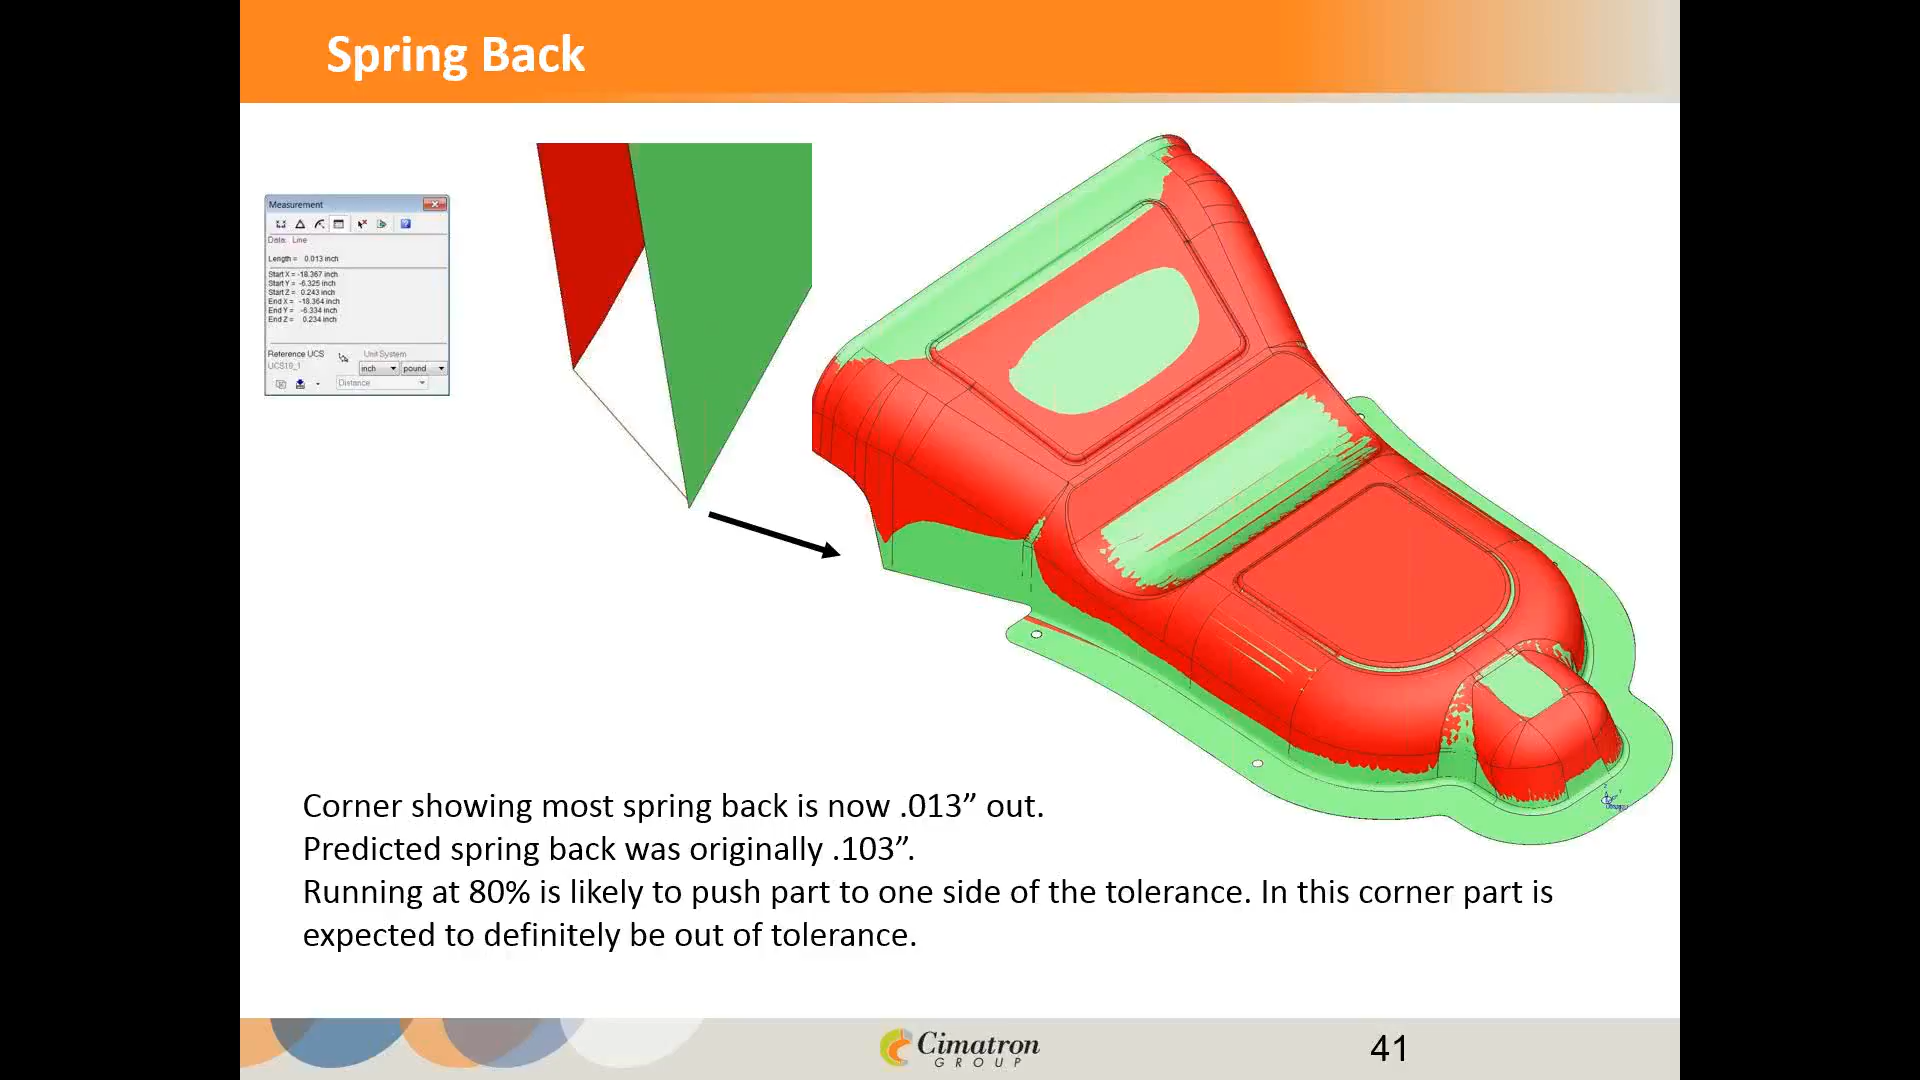 Spring Back
Measurement
Data: Line
Length = 0.013 inch
Start X = -18.367 inch
Start Y = -6.325 inch
Start Z = 0.243 inch
End X = -18.364 inch
End Y = -6.334 inch
End Z = 0.234 inch
Reference UCS Unit System
UCS19_1 inch pound
Distance
Corner showing most spring back is now .013” out.
Predicted spring back was originally .103”.
Running at 80% is likely to push part to one side of the tolerance. In this corner part is
expected to definitely be out of tolerance.
Cimatron
GROUP
41